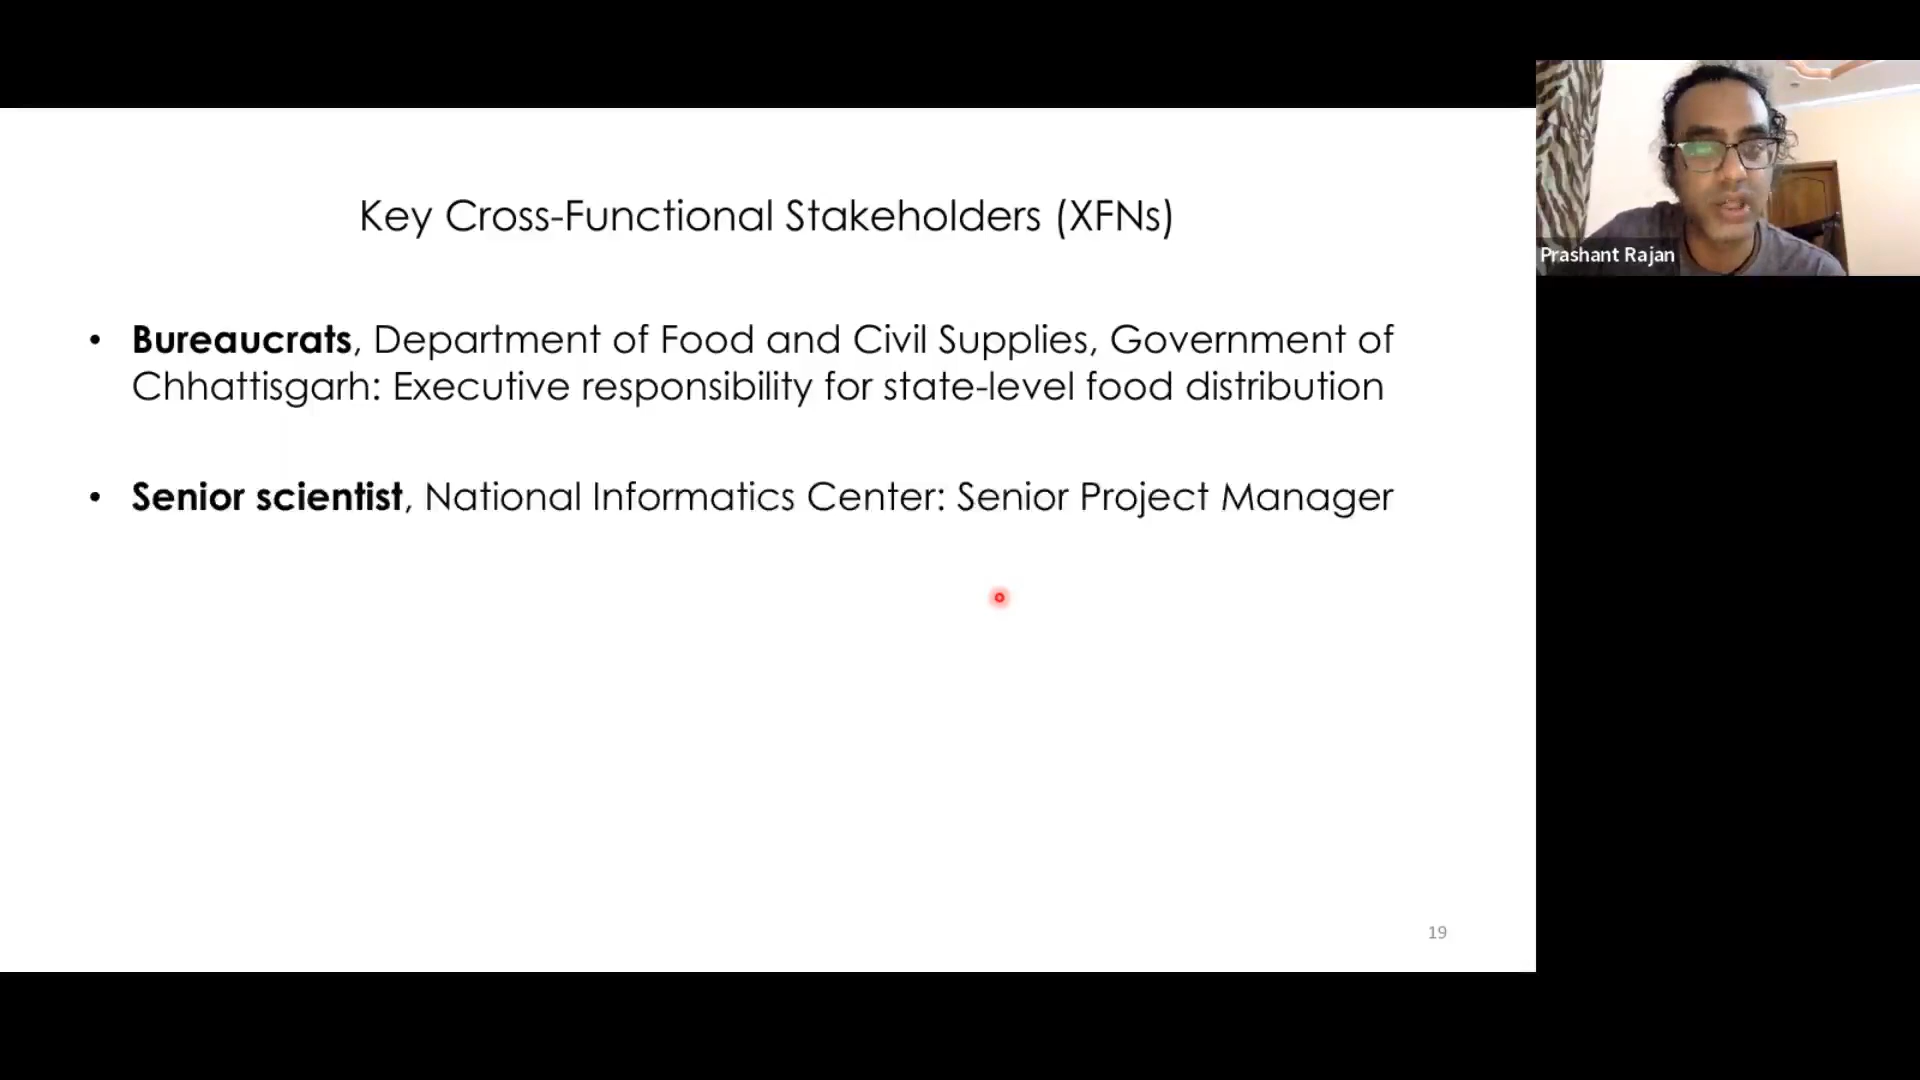 Key Cross-Functional Stakeholders (XFNs)
• Bureaucrats, Department of Food and Civil Supplies, Government of
Chhattisgarh: Executive responsibility for state-level food distribution
• Senior scientist, National Informatics Center: Senior Project Manager
19
Prashant Rajan